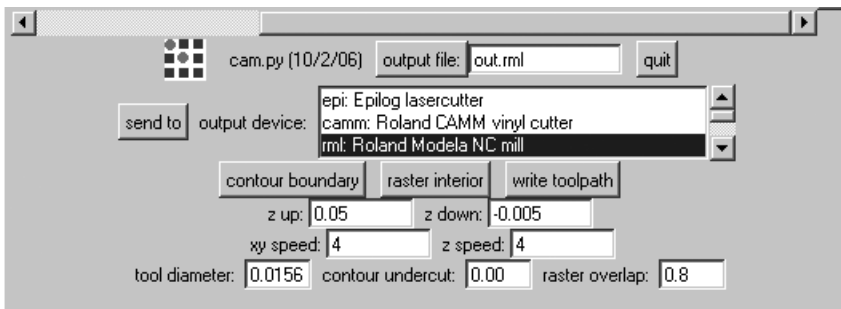 cam.py (10/2/06) output file: out.rml quit
epi: Epilog lasercutter
send to output device: camm: Roland CAMM vinyl cutter
rml: Roland Modela NC mill
contour boundary raster interior write toolpath
z up: 0.05 z down: -0.005
xy speed: 4 z speed: 4
tool diameter: 0.0156 contour undercut: 0.00 raster overlap: 0.8